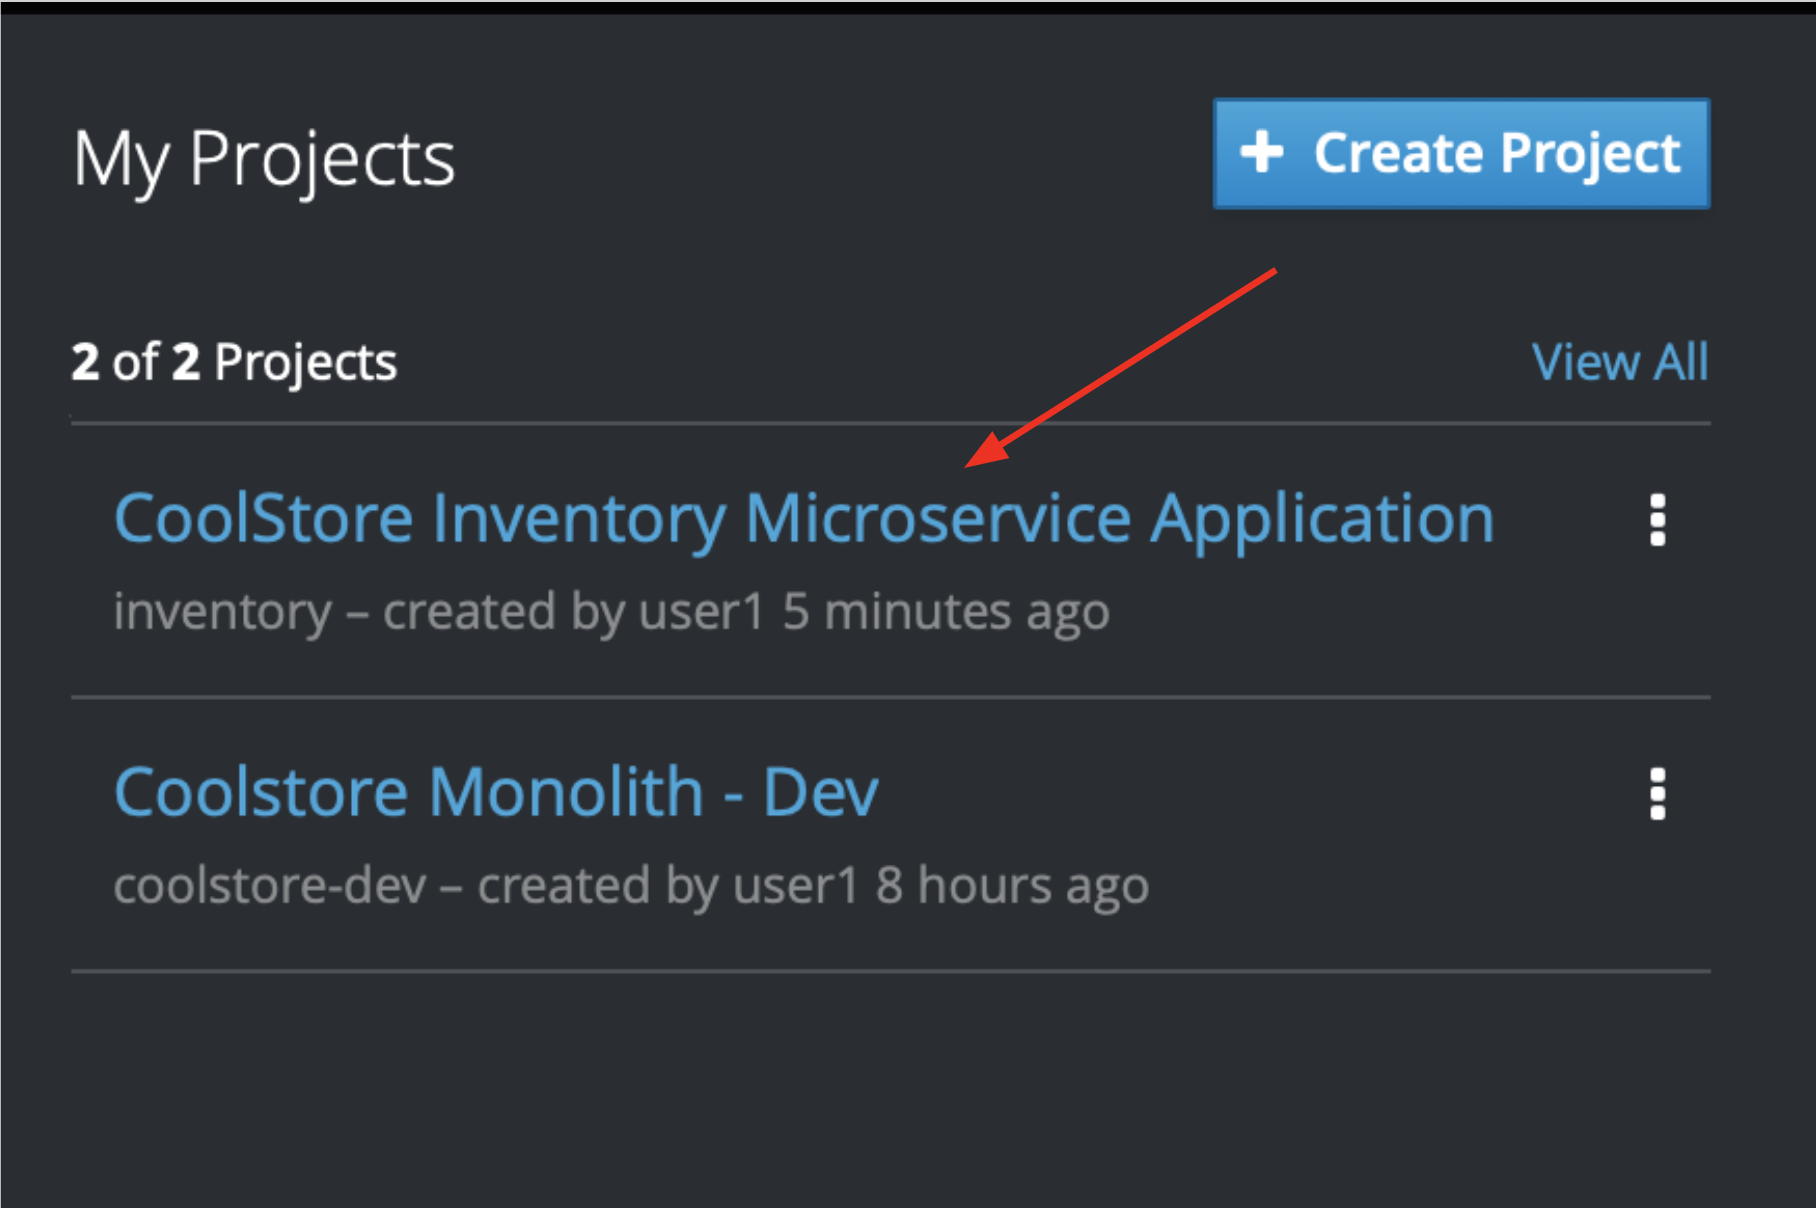 My Projects
+ Create Project
2 of 2 Projects
View All
CoolStore Inventory Microservice Application
inventory – created by user1 5 minutes ago
Coolstore Monolith - Dev
coolstore-dev – created by user1 8 hours ago